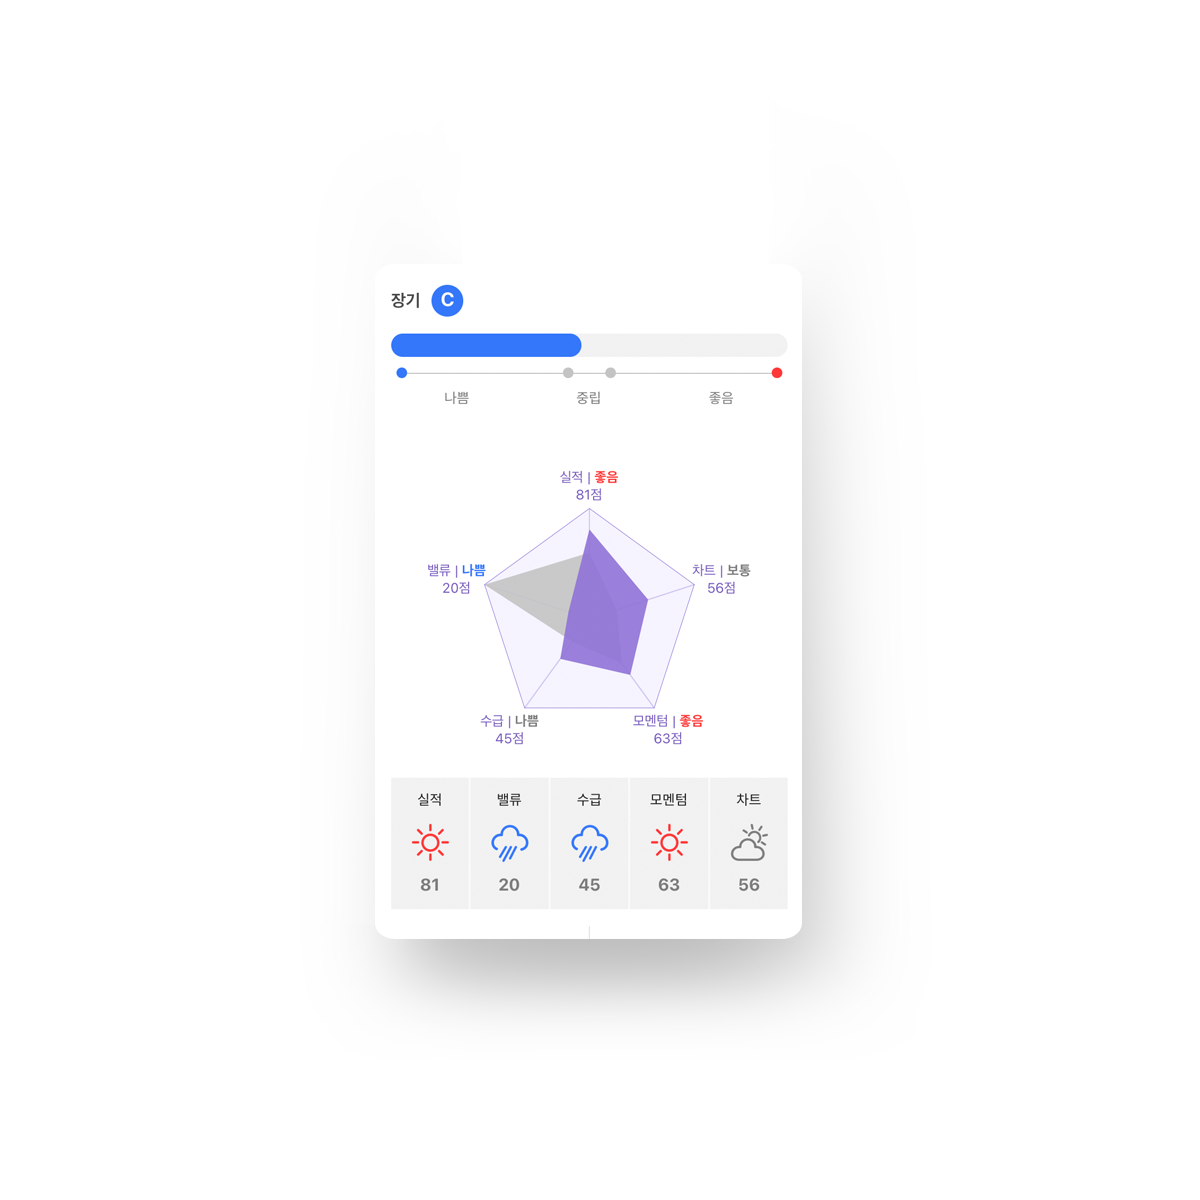 장기 C
나쁨 중립 좋음
실적 | 좋음
81점
밸류 | 나쁨
20점
차트 | 보통
56점
수급 | 나쁨
45점
모멘텀 | 좋음
63점
실적 밸류 수급 모멘텀 차트
81 20 45 63 56